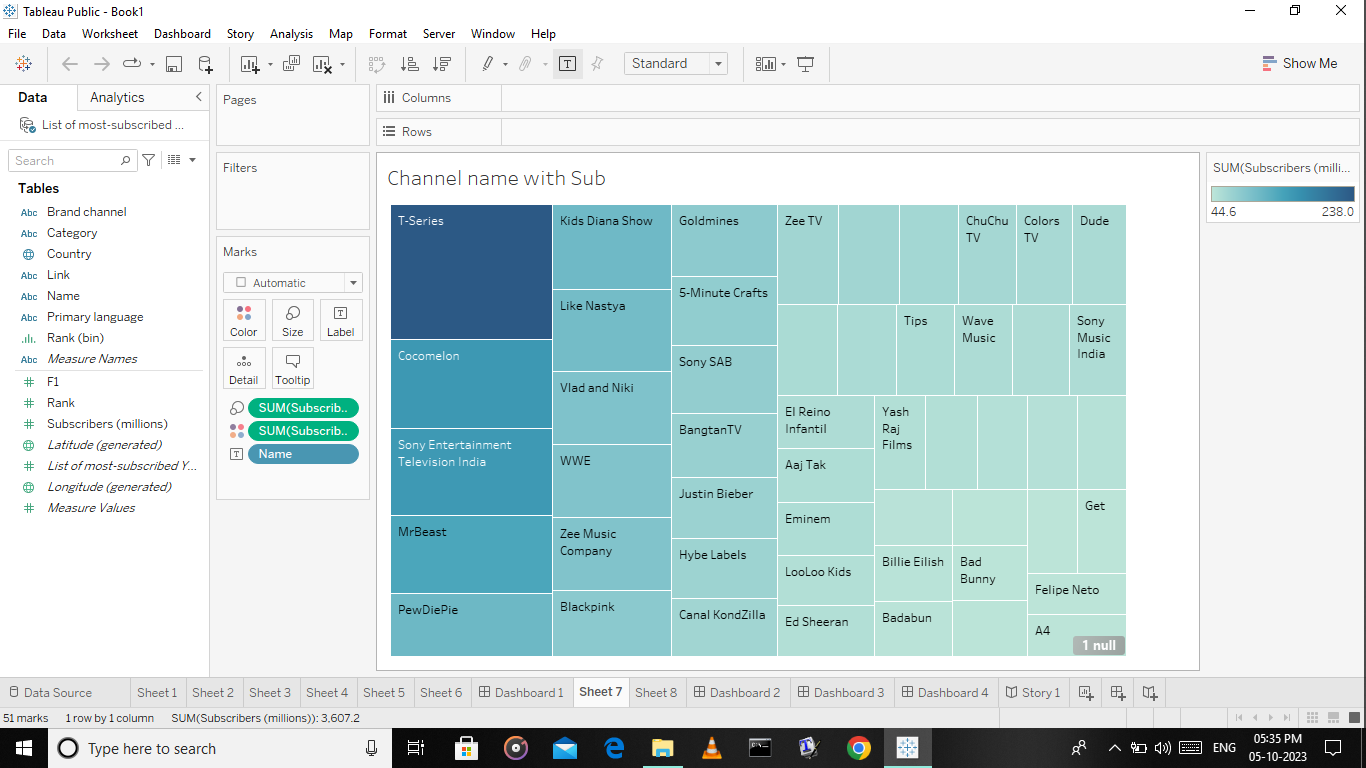 Tableau Public - Book1
File Data Worksheet Dashboard Story Analysis Map Format Server Window Help
Standard
Show Me
Data Analytics
List of most-subscribed ...
Search
Tables
Abc Brand channel
Abc Category
Country
Abc Link
Abc Name
Abc Primary language
Rank (bin)
Abc Measure Names
# F1
# Rank
# Subscribers (millions)
Latitude (generated)
# List of most-subscribed Y...
Longitude (generated)
# Measure Values
Pages
Filters
Marks
Automatic
Color Size Label
Detail Tooltip
SUM(Subscrib..
SUM(Subscrib..
Name
Columns
Rows
Channel name with Sub
T-Series
Cocomelon
Sony Entertainment
Television India
MrBeast
PewDiePie
Kids Diana Show
Like Nastya
Vlad and Niki
WWE
Zee Music
Company
Blackpink
Goldmines
5-Minute Crafts
Sony SAB
BangtanTV
Justin Bieber
Hybe Labels
Canal KondZilla
Zee TV
ChuChu
TV
Colors
TV
Dude
Tips
Wave
Music
Sony
Music
India
El Reino
Infantil
Aaj Tak
Eminem
LooLoo Kids
Ed Sheeran
Yash
Raj
Films
Get
Billie Eilish
Bad
Bunny
Badabun
Felipe Neto
A4
1 null
SUM(Subscribers (milli...
44.6 238.0
Data Source Sheet 1 Sheet 2 Sheet 3 Sheet 4 Sheet 5 Sheet 6 Dashboard 1 Sheet 7 Sheet 8 Dashboard 2 Dashboard 3 Dashboard 4 Story 1
51 marks 1 row by 1 column SUM(Subscribers (millions)): 3,607.2
Type here to search
ENG
05:35 PM
05-10-2023